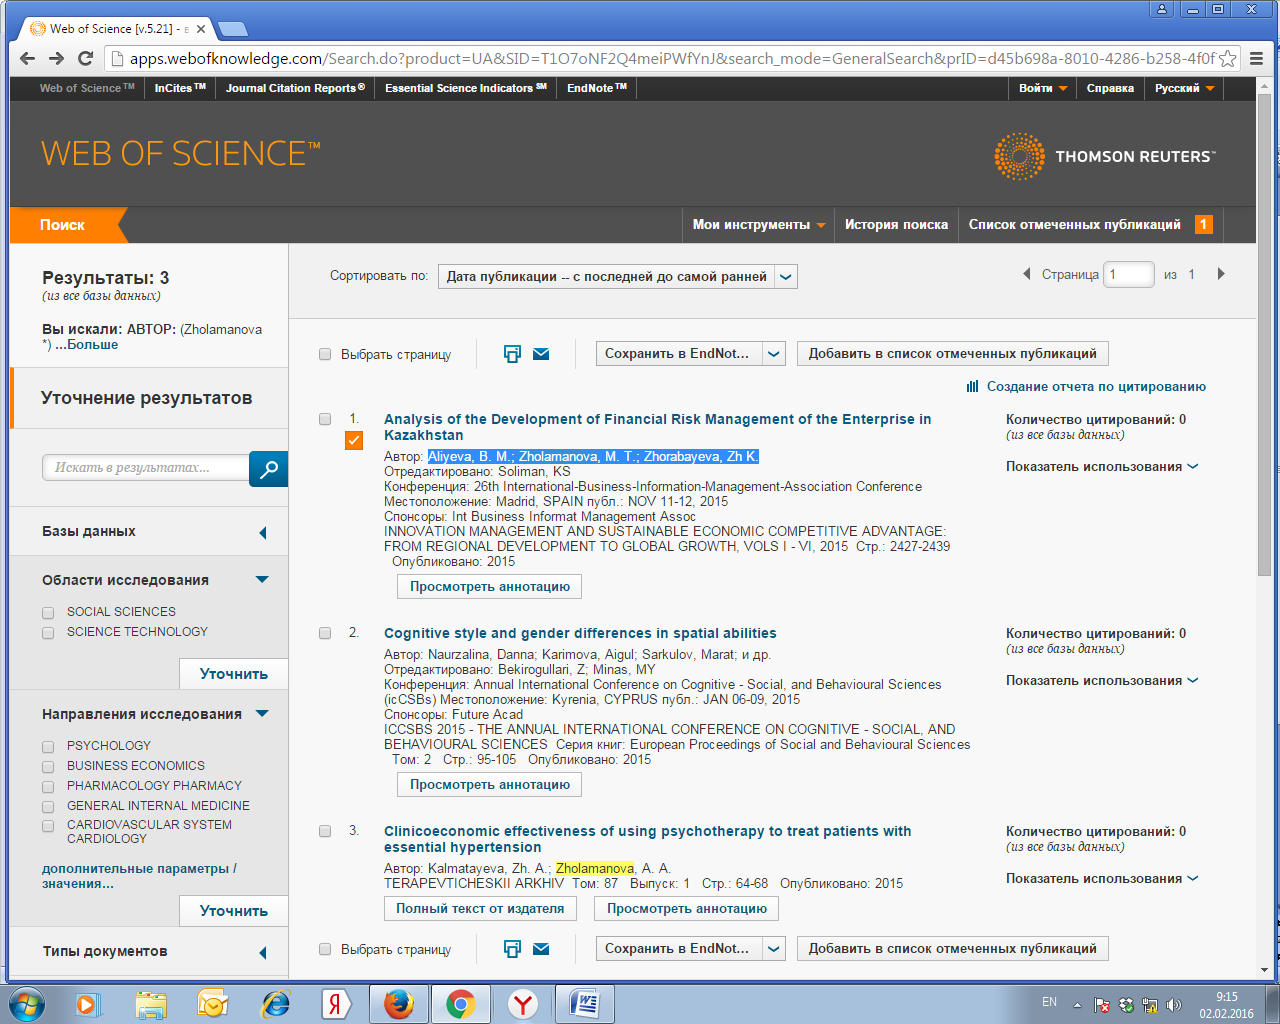 Web of Science [v.5.21] - в
apps.webofknowledge.com/Search.do?product=UA&SID=T1O7oNF2Q4meiPWfYnJ&search_mode=GeneralSearch&prID=d45b698a-8010-4286-b258-4f0f
Web of Science™ InCites™ Journal Citation Reports® Essential Science Indicators℠ EndNote™ Войти Справка Русский
WEB OF SCIENCE™
THOMSON REUTERS™
Поиск Мои инструменты История поиска Список отмеченных публикаций 1
Результаты: 3
(из все базы данных)
Вы искали: АВТОР: (Zholamanova
*) ...Больше
Уточнение результатов
Искать в результатах...
Базы данных
Области исследования
SOCIAL SCIENCES
SCIENCE TECHNOLOGY
Уточнить
Направления исследования
PSYCHOLOGY
BUSINESS ECONOMICS
PHARMACOLOGY PHARMACY
GENERAL INTERNAL MEDICINE
CARDIOVASCULAR SYSTEM
CARDIOLOGY
дополнительные параметры /
значения...
Уточнить
Типы документов
Сортировать по: Дата публикации -- с последней до самой ранней
Страница 1 из 1
Выбрать страницу Сохранить в EndNot... Добавить в список отмеченных публикаций
Создание отчета по цитированию
1. Analysis of the Development of Financial Risk Management of the Enterprise in
Kazakhstan
Автор: Aliyeva, B. M.; Zholamanova, M. T.; Zhorabayeva, Zh K.
Отредактировано: Soliman, KS
Конференция: 26th International-Business-Information-Management-Association Conference
Местоположение: Madrid, SPAIN публ.: NOV 11-12, 2015
Спонсоры: Int Business Informat Management Assoc
INNOVATION MANAGEMENT AND SUSTAINABLE ECONOMIC COMPETITIVE ADVANTAGE:
FROM REGIONAL DEVELOPMENT TO GLOBAL GROWTH, VOLS I - VI, 2015 Стр.: 2427-2439
Опубликовано: 2015
Просмотреть аннотацию
Количество цитирований: 0
(из все базы данных)
Показатель использования
2. Cognitive style and gender differences in spatial abilities
Автор: Naurzalina, Danna; Karimova, Aigul; Sarkulov, Marat; и др.
Отредактировано: Bekirogullari, Z; Minas, MY
Конференция: Annual International Conference on Cognitive - Social, and Behavioural Sciences
(icCSBs) Местоположение: Kyrenia, CYPRUS публ.: JAN 06-09, 2015
Спонсоры: Future Acad
ICCSBS 2015 - THE ANNUAL INTERNATIONAL CONFERENCE ON COGNITIVE - SOCIAL, AND
BEHAVIOURAL SCIENCES Серия книг: European Proceedings of Social and Behavioural Sciences
Том: 2 Стр.: 95-105 Опубликовано: 2015
Просмотреть аннотацию
Количество цитирований: 0
(из все базы данных)
Показатель использования
3. Clinicoeconomic effectiveness of using psychotherapy to treat patients with
essential hypertension
Автор: Kalmatayeva, Zh. A.; Zholamanova, A. A.
TERAPEVTICHESKII ARKHIV Том: 87 Выпуск: 1 Стр.: 64-68 Опубликовано: 2015
Полный текст от издателя Просмотреть аннотацию
Количество цитирований: 0
(из все базы данных)
Показатель использования
Выбрать страницу Сохранить в EndNot... Добавить в список отмеченных публикаций
EN 9:15
02.02.2016